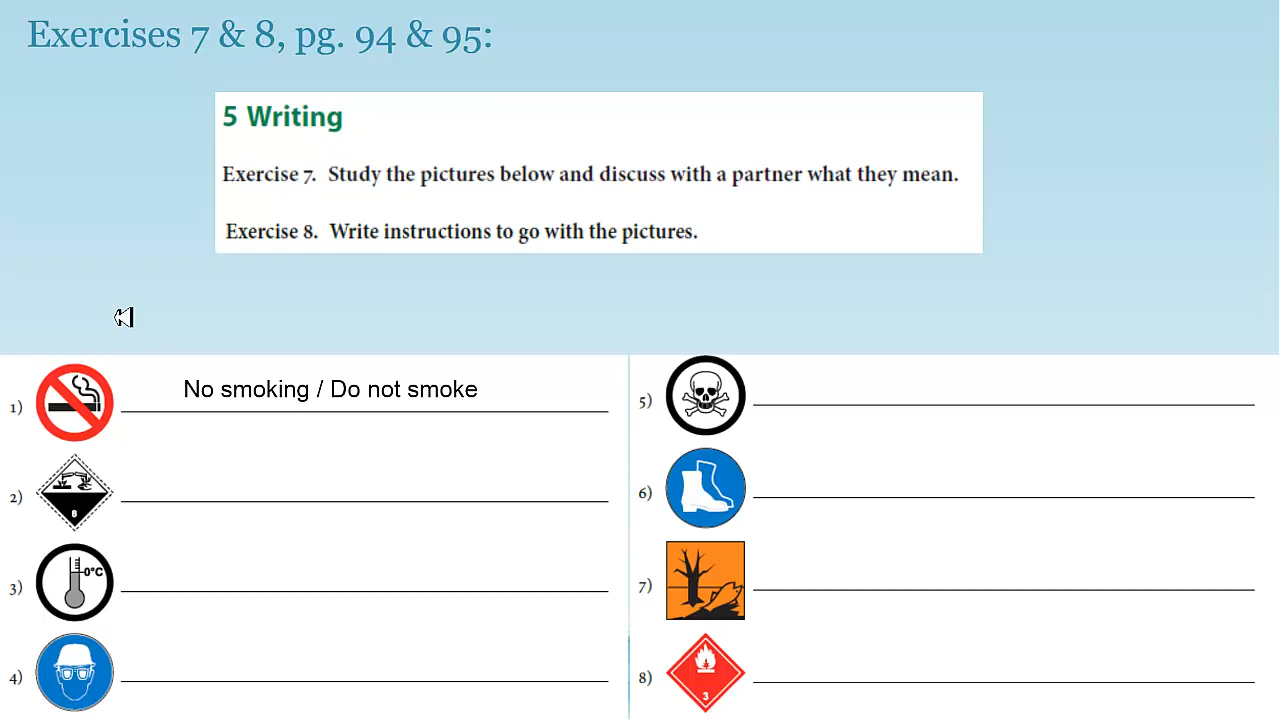 Exercises 7 & 8, pg. 94 & 95:
5 Writing
Exercise 7. Study the pictures below and discuss with a partner what they mean.
Exercise 8. Write instructions to go with the pictures.
1) No smoking / Do not smoke
2)
8
3)
0°C
4)
5)
6)
7)
8)
3